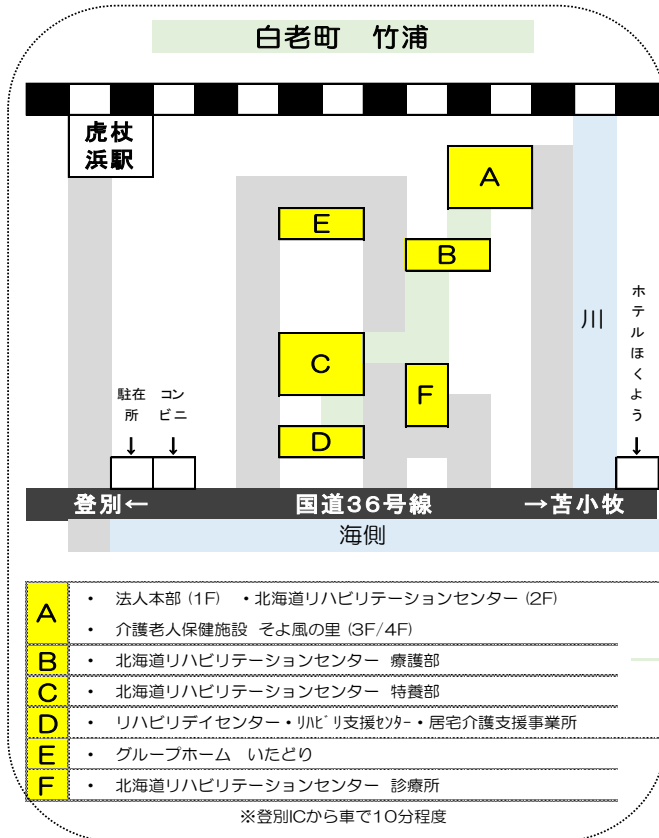 白老町　竹浦
虎杖
浜駅
A
E
B
川
ホテルほくよう
C
F
駐在
所
コン
ビニ
↓
↓
↓
D
登別←
国道36号線
→苫小牧
海側
A
・ 法人本部 (1F) ・北海道リハビリテーションセンター (2F)
・ 介護老人保健施設 そよ風の里 (3F/4F)
B ・ 北海道リハビリテーションセンター 療護部
C ・ 北海道リハビリテーションセンター 特養部
D ・ リハビリデイセンター・ﾘﾊﾋﾞﾘ支援ｾﾝﾀｰ・居宅介護支援事業所
E ・ グループホーム いたどり
F ・ 北海道リハビリテーションセンター 診療所
※登別ICから車で10分程度